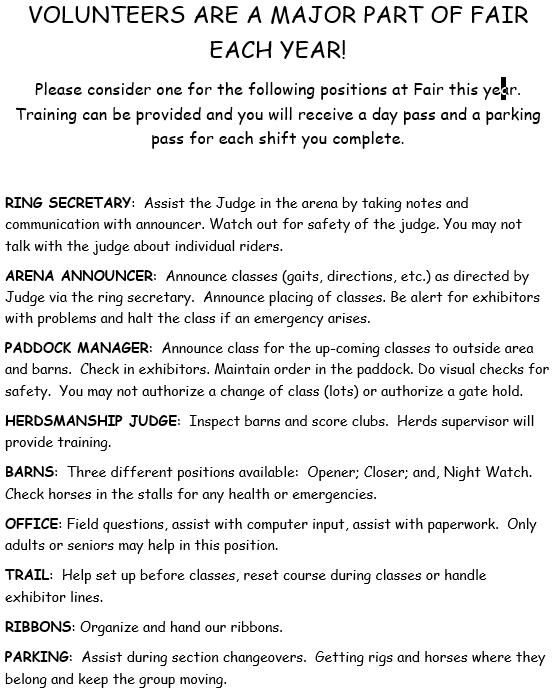 VOLUNTEERS ARE A MAJOR PART OF FAIR
EACH YEAR!
Please consider one for the following positions at Fair this year.
Training can be provided and you will receive a day pass and a parking
pass for each shift you complete.
RING SECRETARY:  Assist the Judge in the arena by taking notes and
communication with announcer. Watch out for safety of the judge. You may not
talk with the judge about individual riders.
ARENA ANNOUNCER:  Announce classes (gaits, directions, etc.) as directed by
Judge via the ring secretary.  Announce placing of classes. Be alert for exhibitors
with problems and halt the class if an emergency arises.
PADDOCK MANAGER:  Announce class for the up-coming classes to outside area
and barns.  Check in exhibitors. Maintain order in the paddock. Do visual checks for
safety.  You may not authorize a change of class (lots) or authorize a gate hold.
HERDSMANSHIP JUDGE:  Inspect barns and score clubs.  Herds supervisor will
provide training.
BARNS:  Three different positions available:  Opener; Closer; and, Night Watch.
Check horses in the stalls for any health or emergencies.
OFFICE: Field questions, assist with computer input, assist with paperwork.  Only
adults or seniors may help in this position.
TRAIL:  Help set up before classes, reset course during classes or handle
exhibitor lines.
RIBBONS: Organize and hand our ribbons.
PARKING:  Assist during section changeovers.  Getting rigs and horses where they
belong and keep the group moving.